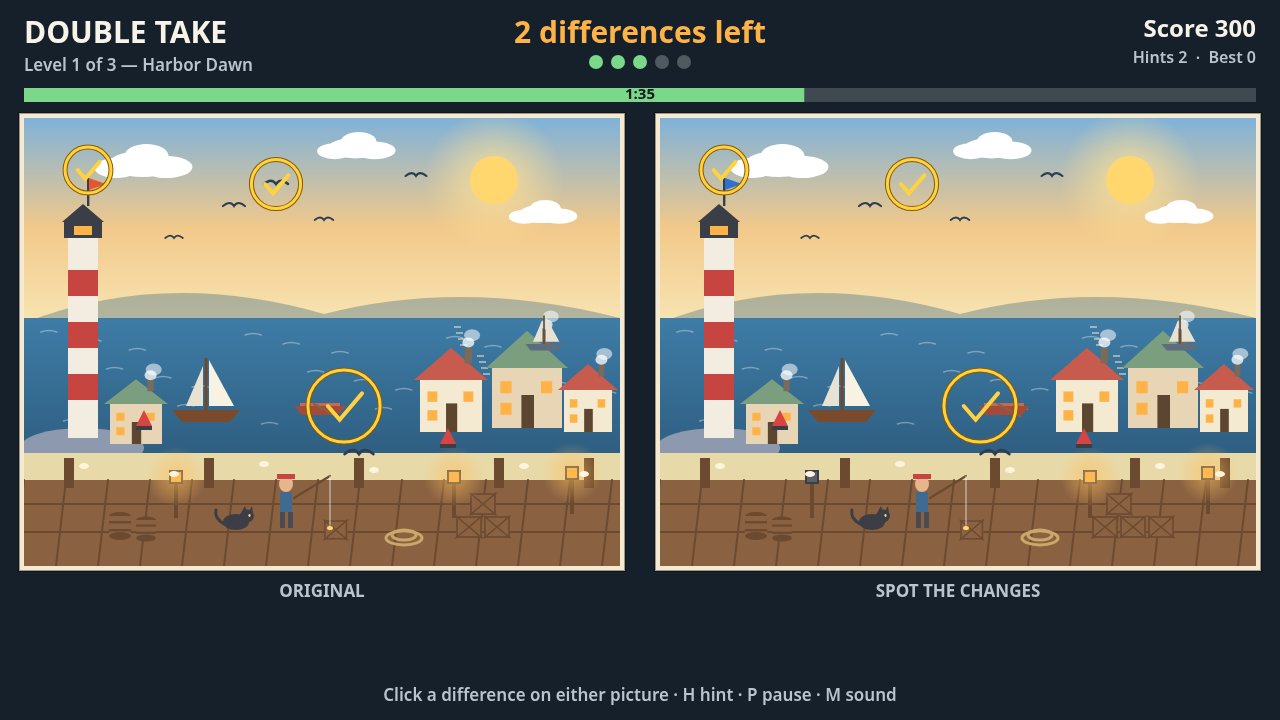 DOUBLE TAKE
Level 1 of 3 — Harbor Dawn
2 differences left
Score 300
Hints 2 · Best 0
1:35
ORIGINAL
SPOT THE CHANGES
Click a difference on either picture · H hint · P pause · M sound